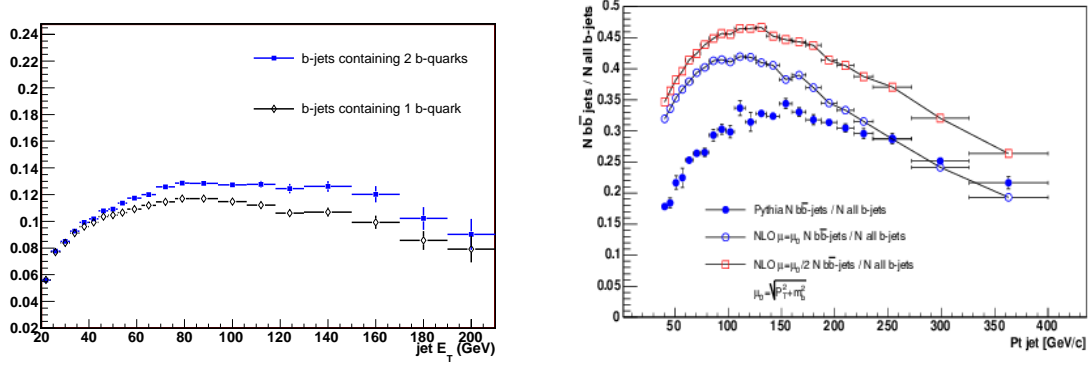 0.24
0.22
0.2
0.18
0.16
0.14
0.12
0.1
0.08
0.06
0.04
0.02
b-jets containing 2 b-quarks
b-jets containing 1 b-quark
20 40 60 80 100 120 140 160 180 200
jet E_T (GeV)
N bb̅-jets / N all b-jets
0.5
0.45
0.4
0.35
0.3
0.25
0.2
0.15
0.1
0.05
0
Pythia N bb̅-jets / N all b-jets
NLO μ=μ₀ N bb̅-jets / N all b-jets
NLO μ=μ₀/2 N bb̅-jets / N all b-jets
μ₀=√P_T²+m_b²
50 100 150 200 250 300 350 400
Pt jet [GeV/c]